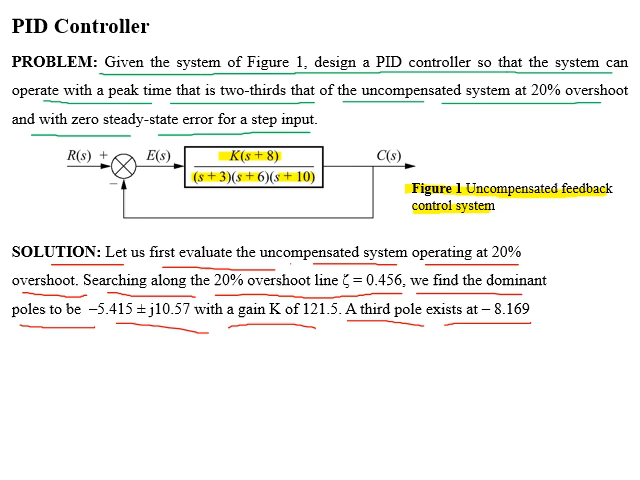 PID Controller
PROBLEM: Given the system of Figure 1, design a PID controller so that the system can
operate with a peak time that is two-thirds that of the uncompensated system at 20% overshoot
and with zero steady-state error for a step input.
R(s) + E(s) K(s + 8) C(s)
(s + 3)(s + 6)(s + 10)
−
Figure 1 Uncompensated feedback
control system
SOLUTION: Let us first evaluate the uncompensated system operating at 20%
overshoot. Searching along the 20% overshoot line ζ = 0.456, we find the dominant
poles to be −5.415 ± j10.57 with a gain K of 121.5. A third pole exists at – 8.169